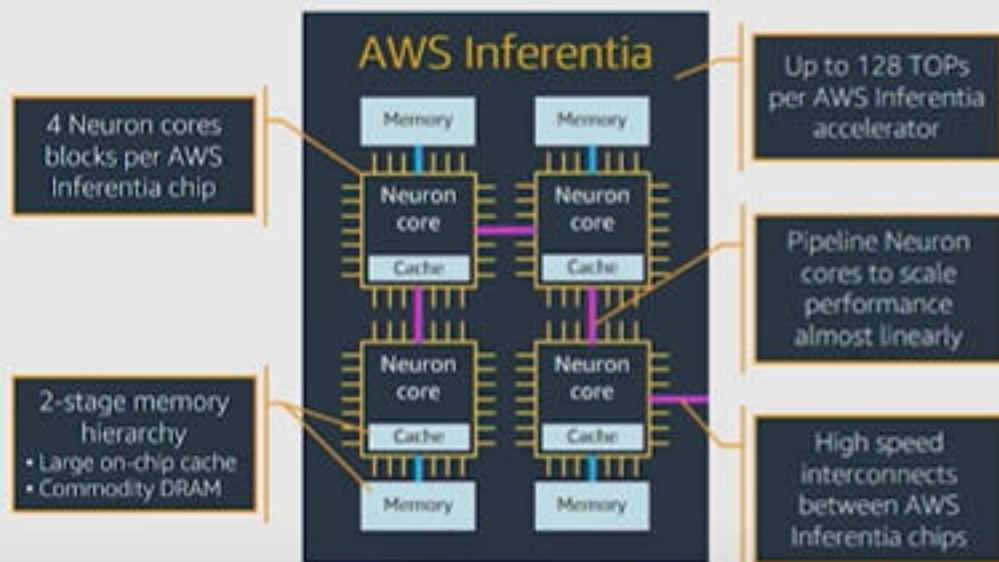 AWS Inferentia
4 Neuron cores
blocks per AWS
Inferentia chip
2-stage memory
hierarchy
• Large on-chip cache
• Commodity DRAM
Memory
Memory
Neuron
core
Cache
Neuron
core
Cache
Neuron
core
Cache
Neuron
core
Cache
Memory
Memory
Up to 128 TOPs
per AWS Inferentia
accelerator
Pipeline Neuron
cores to scale
performance
almost linearly
High speed
interconnects
between AWS
Inferentia chips